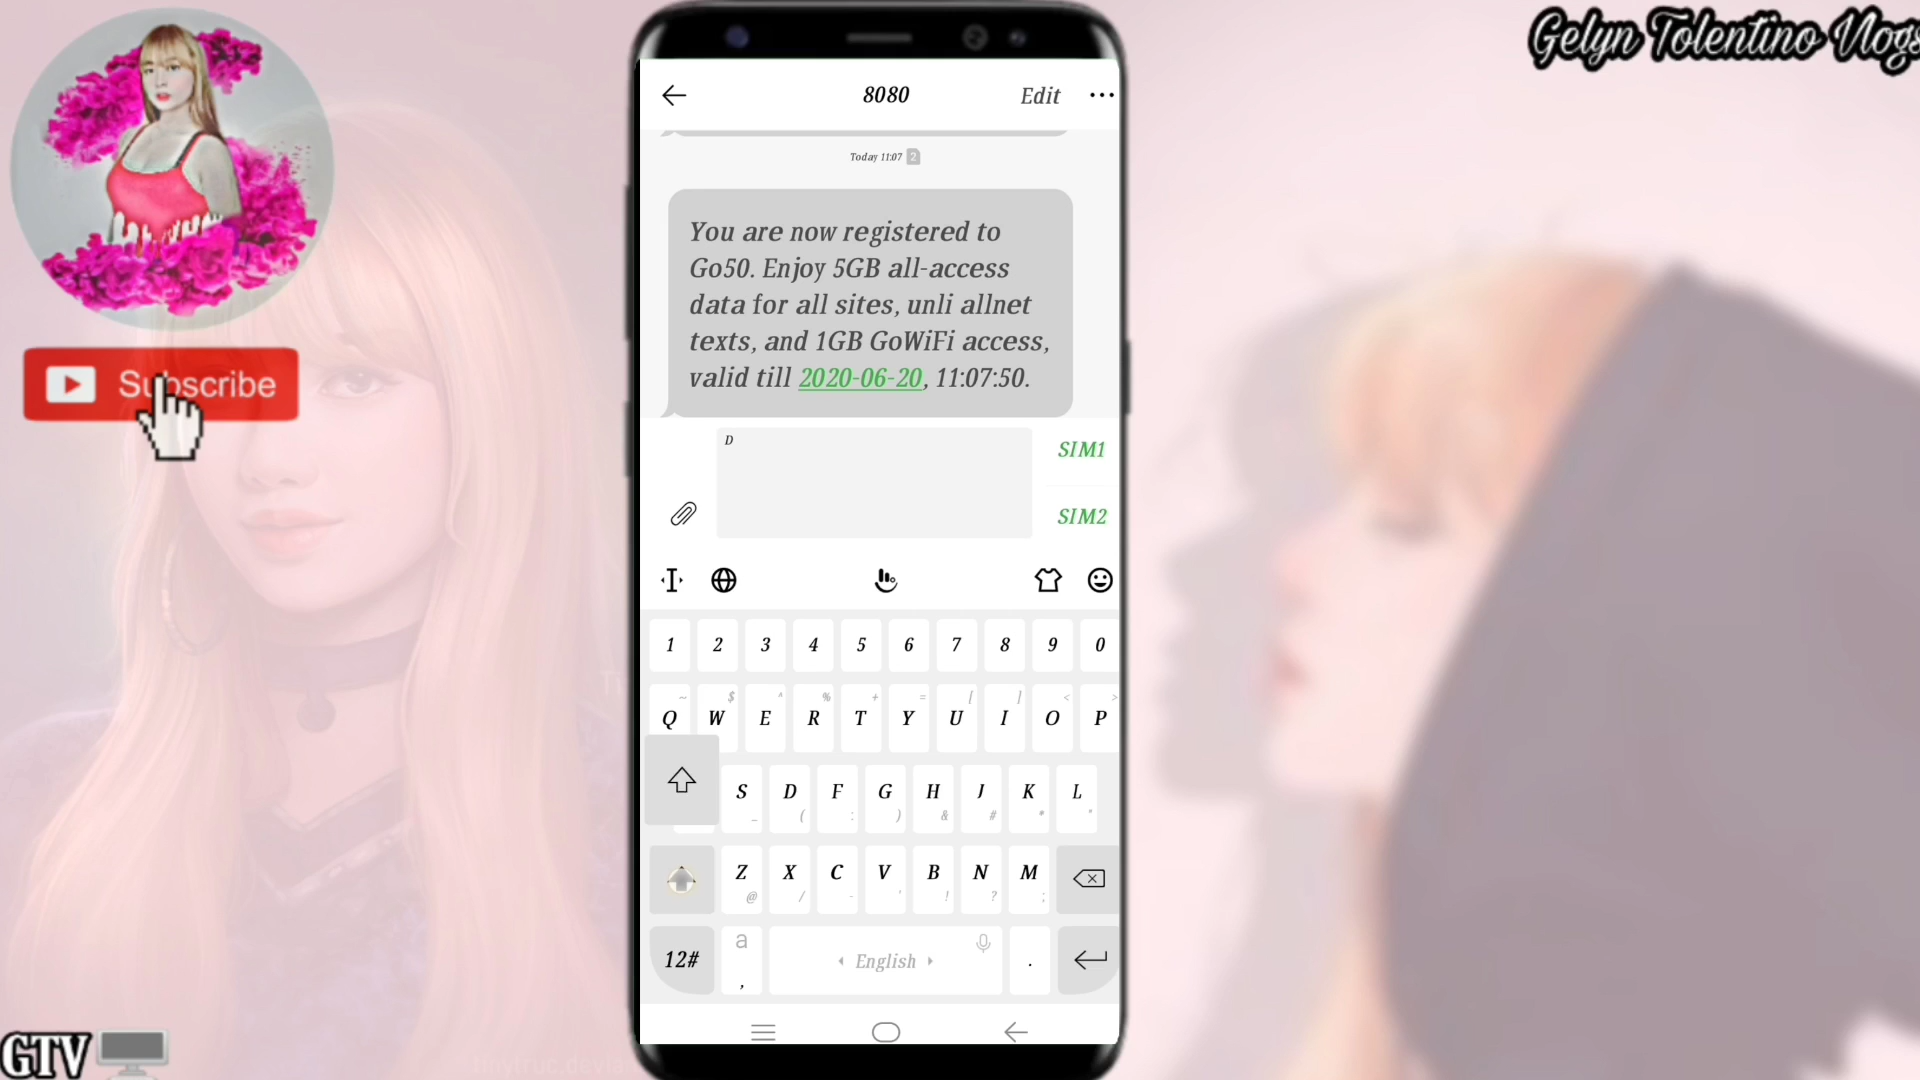 Gelyn Tolentino Vlogs
8080
Edit
Today 11:07 2
You are now registered to
Go50. Enjoy 5GB all-access
data for all sites, unli allnet
texts, and 1GB GoWiFi access,
valid till 2020-06-20, 11:07:50.
Subscribe
D
SIM1
SIM2
1 2 3 4 5 6 7 8 9 0
~ $ ^ % + = [ ] < >
Q W E R T Y U I O P
S D F G H J K L
_ ( : ) & # * "
Z X C V B N M
@ / - ' ! ? ;
12# a , English .
GTV